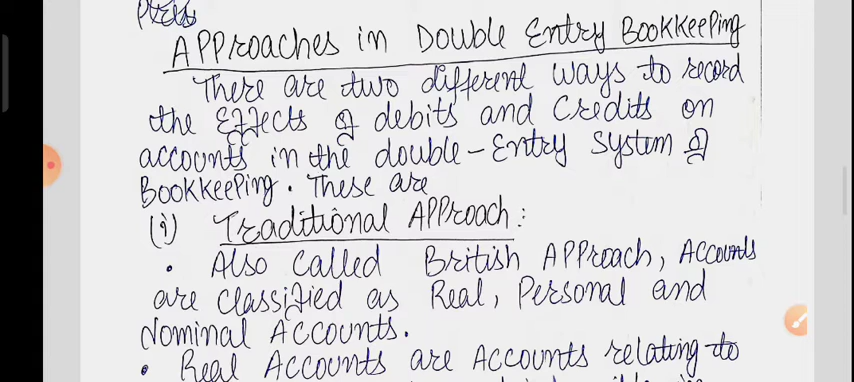 Approaches in Double Entry Bookkeeping
There are two different ways to record
the Effects of debits and Credits on
accounts in the double-Entry system of
Bookkeeping. These are
(i) Traditional Approach:
• Also called British Approach, Accounts
are classified as Real, Personal and
Nominal Accounts.
• Real Accounts are Accounts relating to